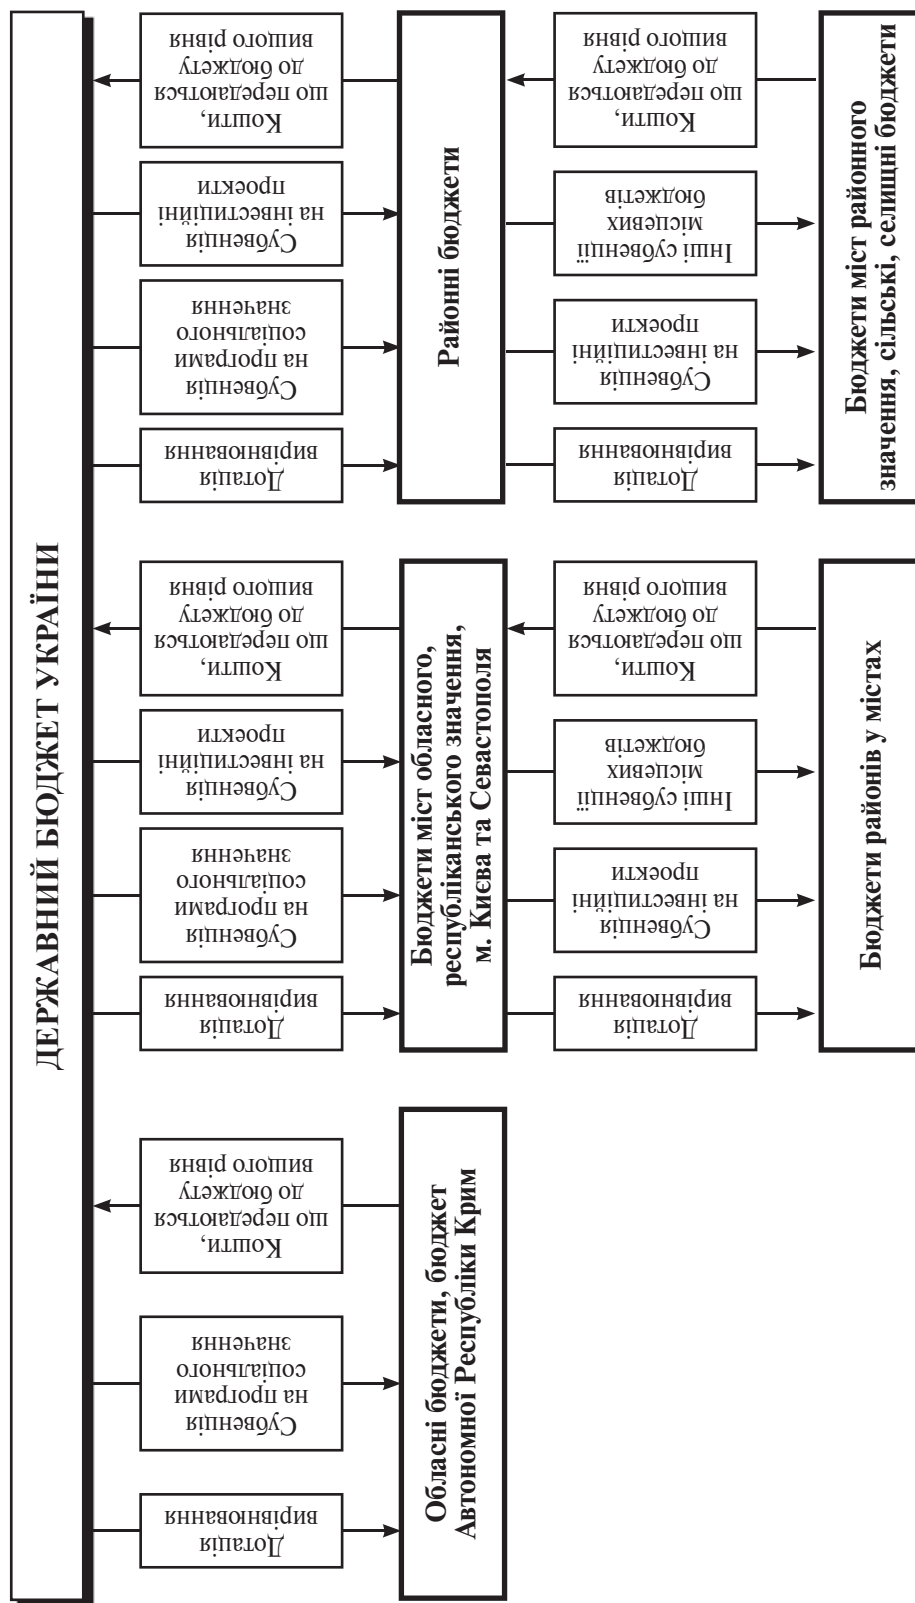 ДЕРЖАВНИЙ БЮДЖЕТ УКРАЇНИ
Дотація
вирівнювання
Субвенція
на програми
соціального
значення
Кошти,
що передаються
до бюджету
вищого рівня
Дотація
вирівнювання
Субвенція
на програми
соціального
значення
Субвенція
на інвестиційні
проекти
Кошти,
що передаються
до бюджету
вищого рівня
Дотація
вирівнювання
Субвенція
на програми
соціального
значення
Субвенція
на інвестиційні
проекти
Кошти,
що передаються
до бюджету
вищого рівня
Обласні бюджети, бюджет
Автономної Республіки Крим
Бюджети міст обласного,
республіканського значення,
м. Києва та Севастополя
Районні бюджети
Дотація
вирівнювання
Субвенція
на інвестиційні
проекти
Інші субвенції
місцевих
бюджетів
Кошти,
що передаються
до бюджету
вищого рівня
Дотація
вирівнювання
Субвенція
на інвестиційні
проекти
Інші субвенції
місцевих
бюджетів
Кошти,
що передаються
до бюджету
вищого рівня
Бюджети районів у містах
Бюджети міст районного
значення, сільські, селищні бюджети